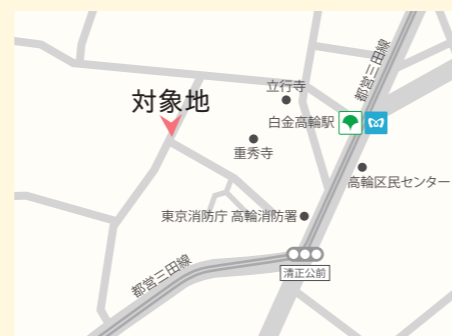 都営三田線
立行寺
対象地
白金高輪駅
重秀寺
高輪区民センター
東京消防庁 高輪消防署
都営三田線
清正公前